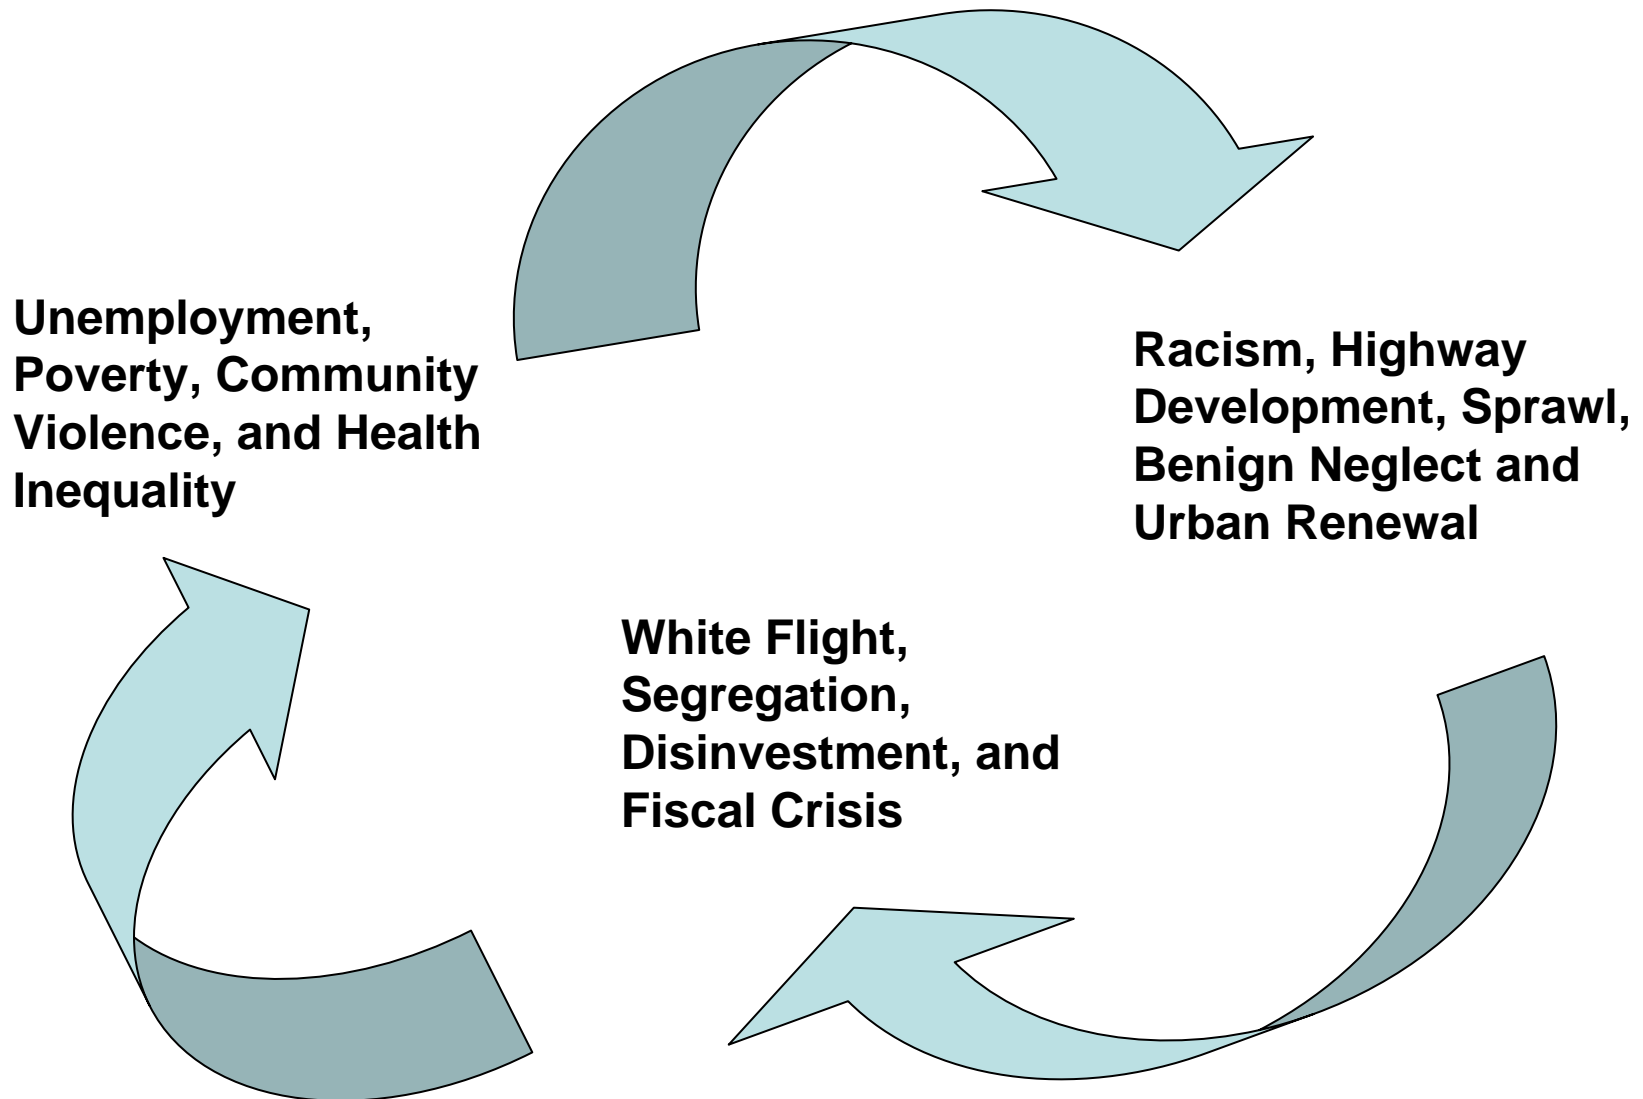 Unemployment,
Poverty, Community
Violence, and Health
Inequality
Racism, Highway
Development, Sprawl,
Benign Neglect and
Urban Renewal
White Flight,
Segregation,
Disinvestment, and
Fiscal Crisis